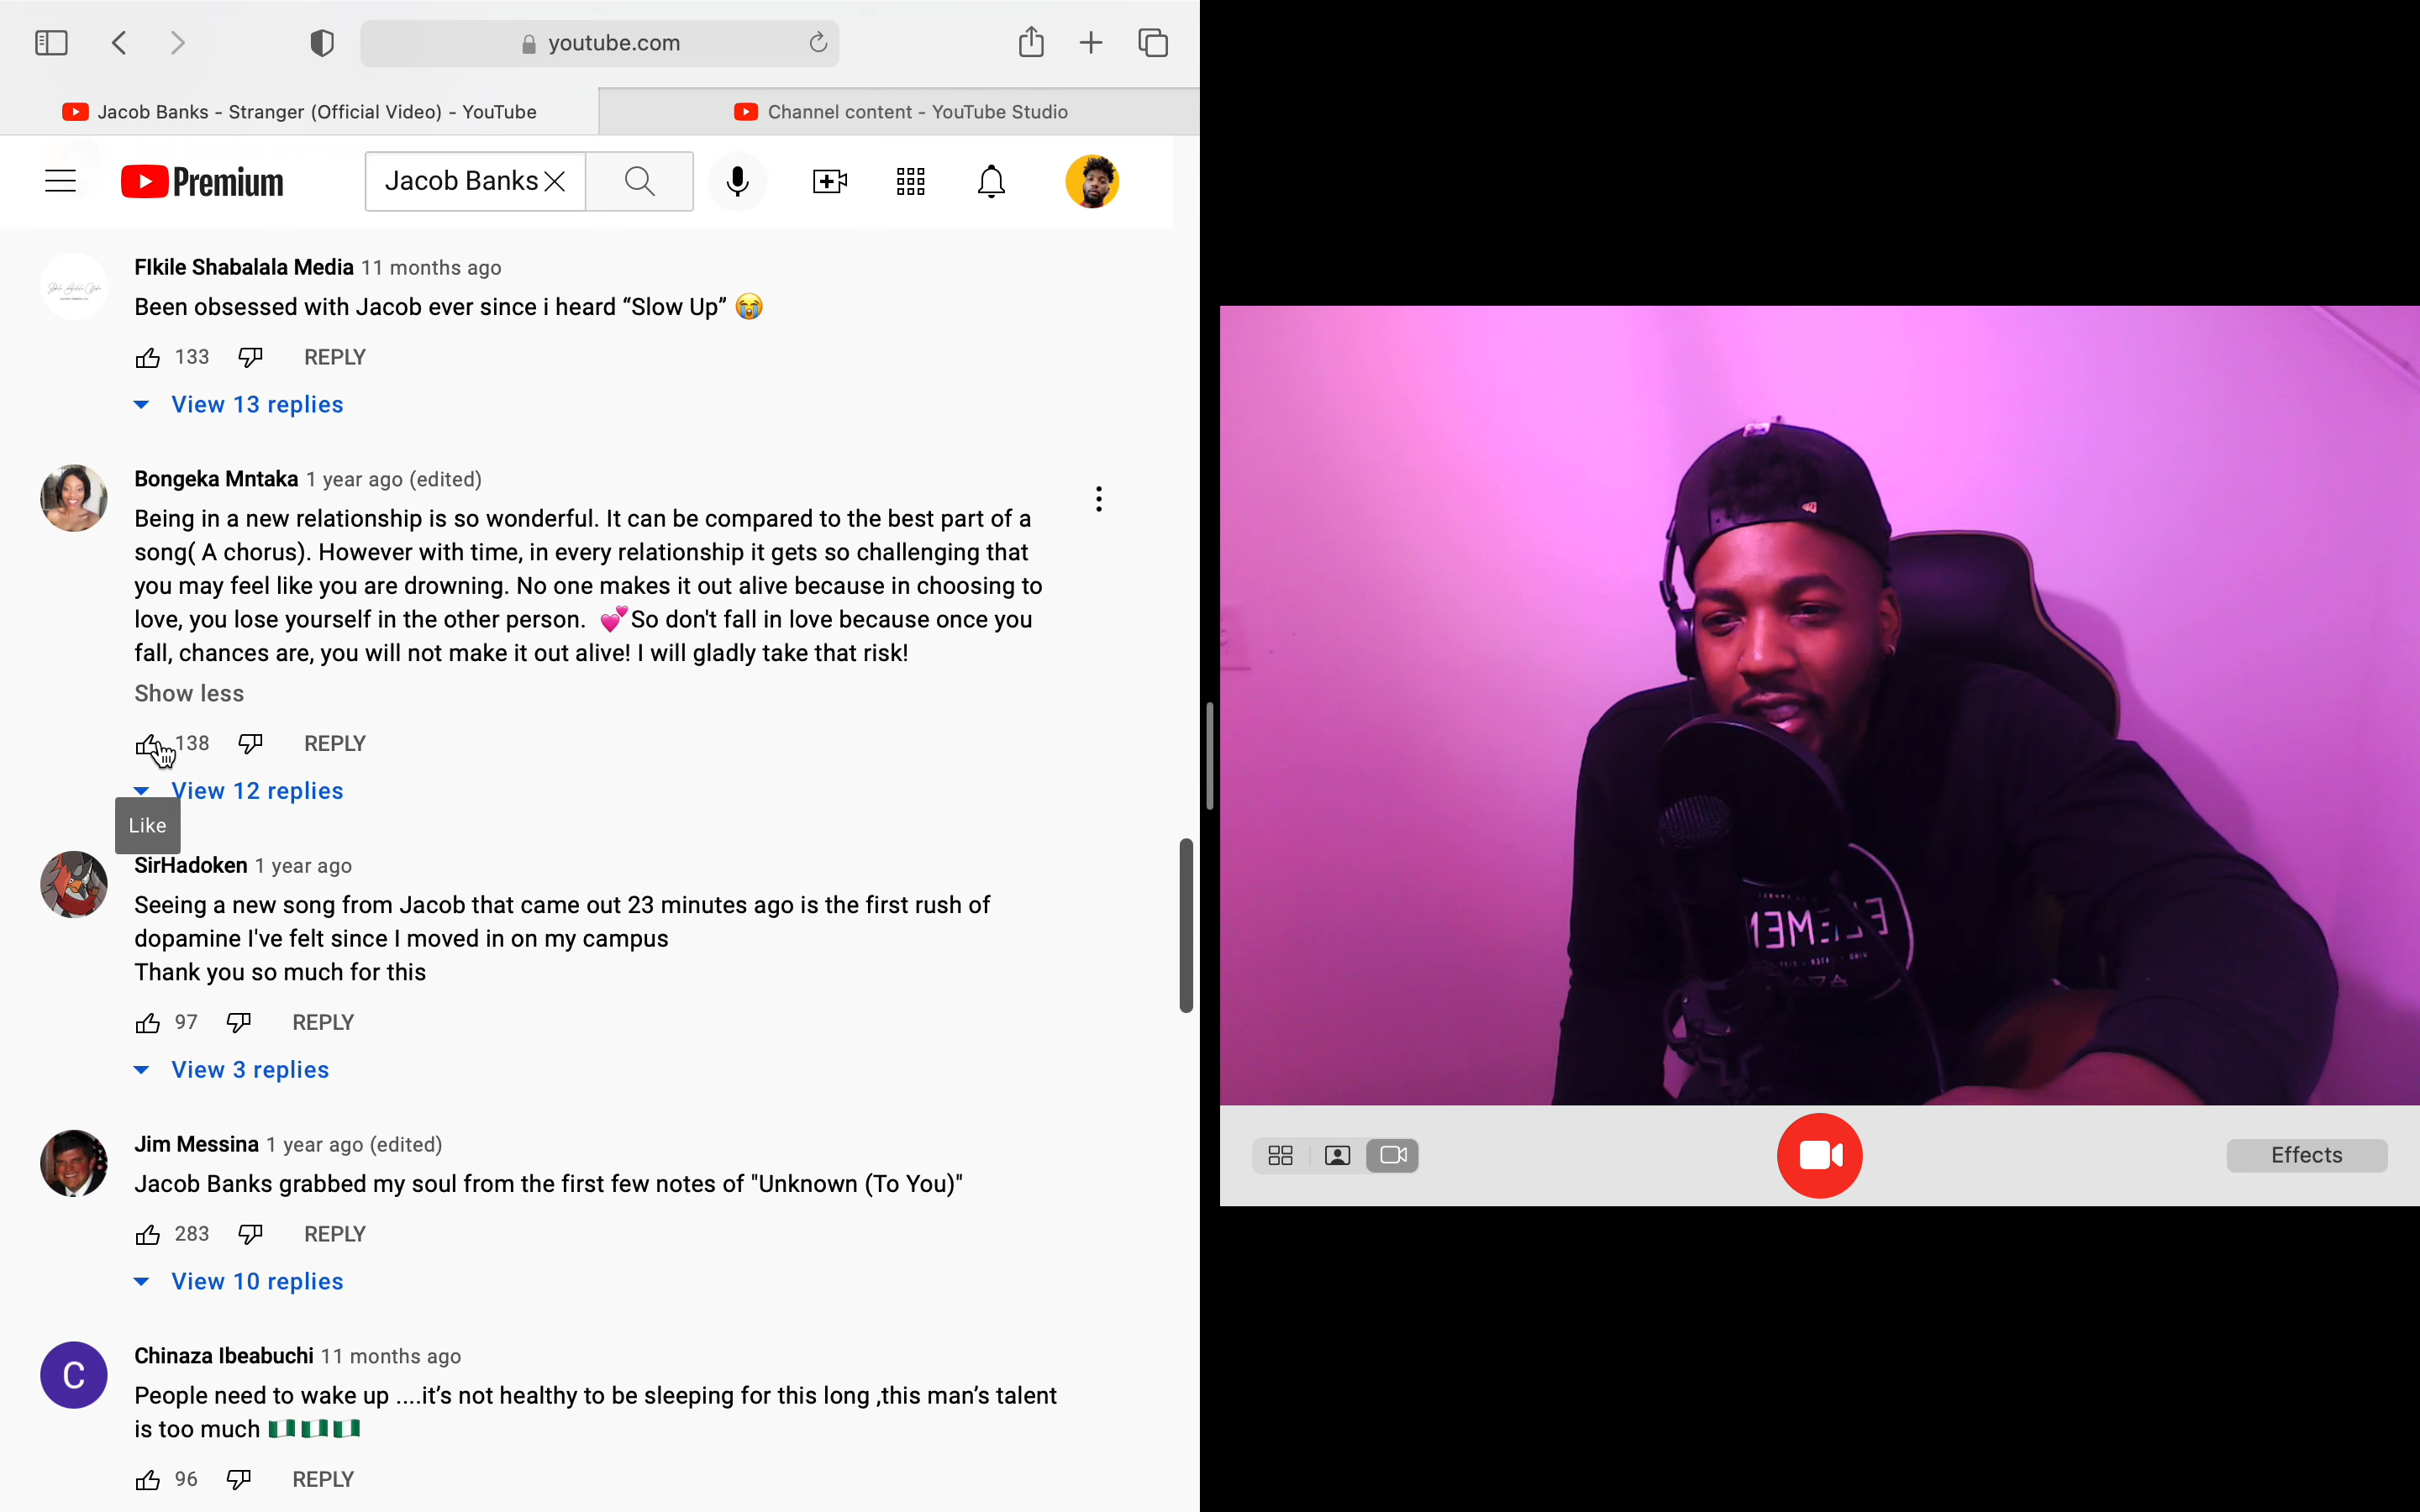 youtube.com
Jacob Banks - Stranger (Official Video) - YouTube
Channel content - YouTube Studio
Premium
Jacob Banks
FIkile Shabalala Media 11 months ago
Been obsessed with Jacob ever since i heard “Slow Up” 😭
133 REPLY
View 13 replies
Bongeka Mntaka 1 year ago (edited)
Being in a new relationship is so wonderful. It can be compared to the best part of a
song( A chorus). However with time, in every relationship it gets so challenging that
you may feel like you are drowning. No one makes it out alive because in choosing to
love, you lose yourself in the other person. 💕So don't fall in love because once you
fall, chances are, you will not make it out alive! I will gladly take that risk!
Show less
138 REPLY
View 12 replies
Like
SirHadoken 1 year ago
Seeing a new song from Jacob that came out 23 minutes ago is the first rush of
dopamine I've felt since I moved in on my campus
Thank you so much for this
97 REPLY
View 3 replies
Jim Messina 1 year ago (edited)
Jacob Banks grabbed my soul from the first few notes of "Unknown (To You)"
283 REPLY
View 10 replies
C
Chinaza Ibeabuchi 11 months ago
People need to wake up ....it’s not healthy to be sleeping for this long ,this man’s talent
is too much 🇳🇬🇳🇬🇳🇬
96 REPLY
Effects